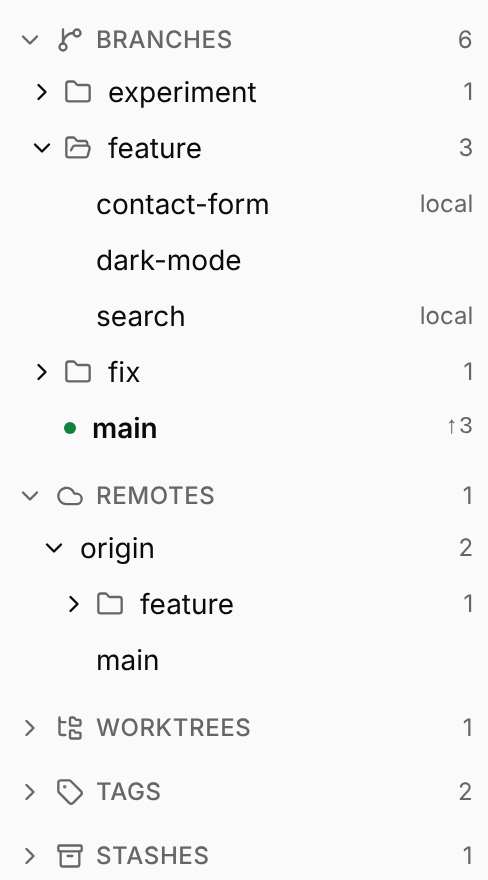 BRANCHES 6
experiment 1
feature 3
contact-form local
dark-mode
search local
fix 1
main ↑3
REMOTES 1
origin 2
feature 1
main
WORKTREES 1
TAGS 2
STASHES 1